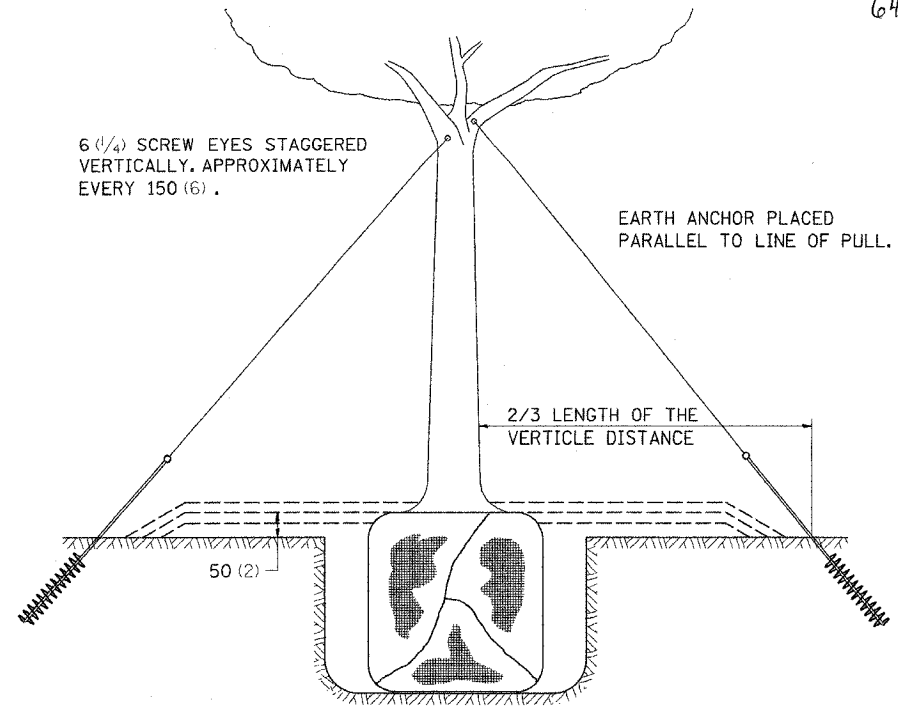 64
6 (1/4) SCREW EYES STAGGERED
VERTICALLY. APPROXIMATELY
EVERY 150 (6) .
EARTH ANCHOR PLACED
PARALLEL TO LINE OF PULL.
2/3 LENGTH OF THE
VERTICLE DISTANCE
50 (2)